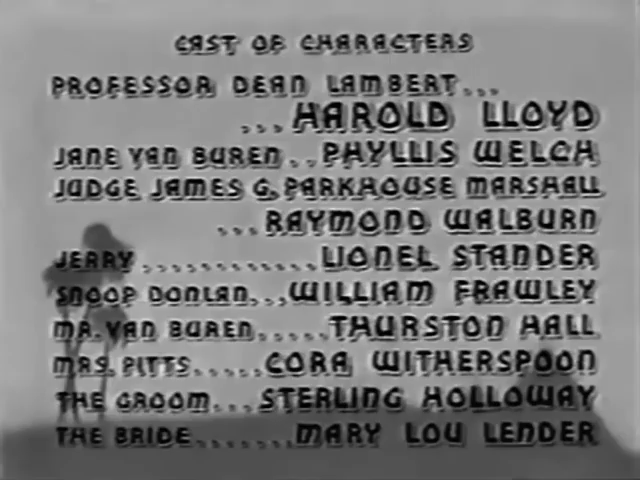 CAST OF CHARACTERS
PROFESSOR DEAN LAMBERT...
...HAROLD LLOYD
JANE VAN BUREN..PHYLLIS WELCH
JUDGE JAMES G. PARKHOUSE MARSHALL
...RAYMOND WALBURN
JERRY............LIONEL STANDER
SNOOP DONLAN...WILLIAM FRAWLEY
MR. VAN BUREN.....THURSTON HALL
MRS. PITTS.....CORA WITHERSPOON
THE GROOM...STERLING HOLLOWAY
THE BRIDE.......MARY LOU LENDER